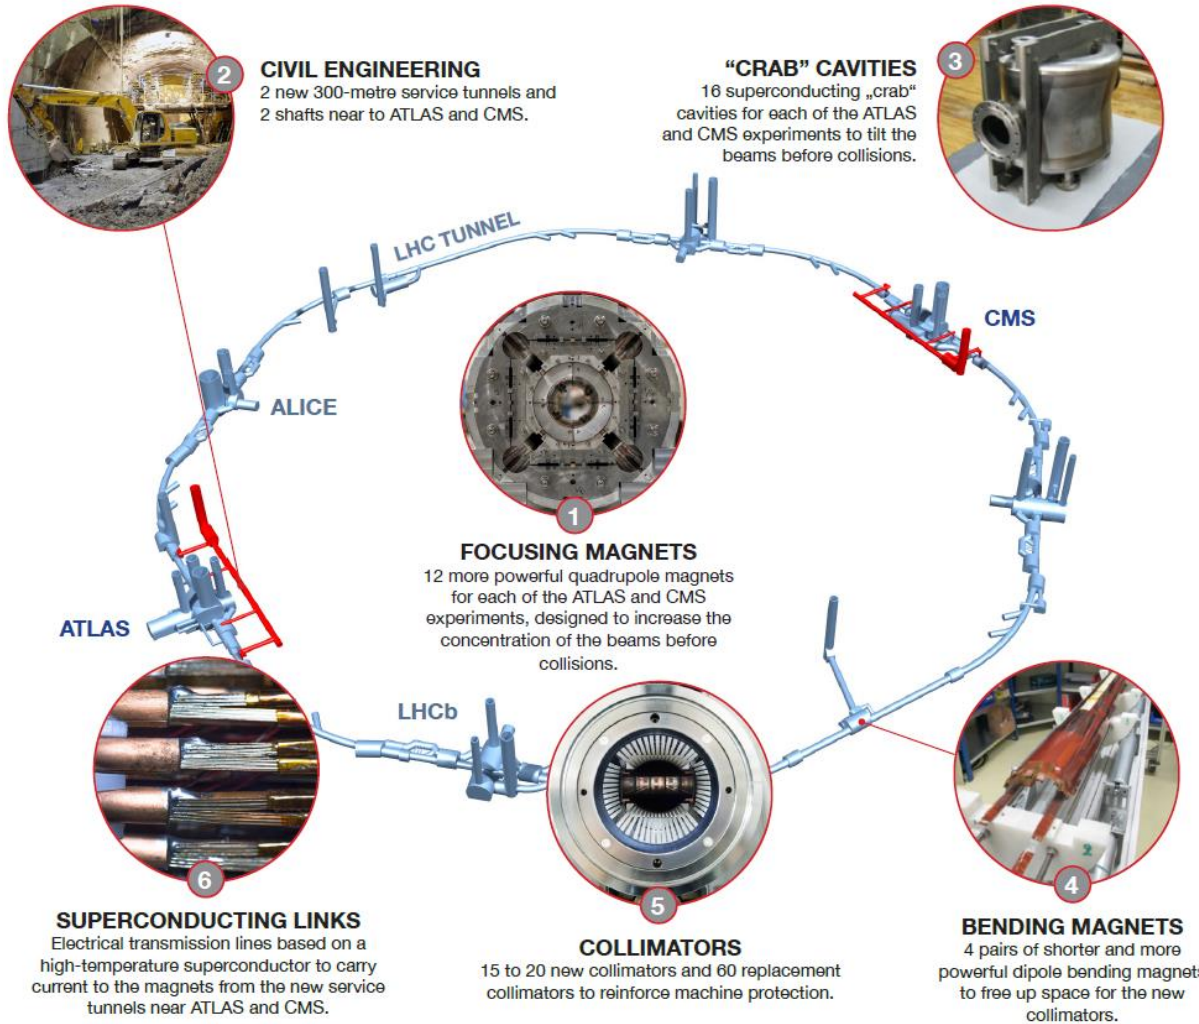 2
CIVIL ENGINEERING
2 new 300-metre service tunnels and
2 shafts near to ATLAS and CMS.
“CRAB” CAVITIES
16 superconducting „crab“
cavities for each of the ATLAS
and CMS experiments to tilt the
beams before collisions.
3
LHC TUNNEL
CMS
ALICE
1
FOCUSING MAGNETS
12 more powerful quadrupole magnets
for each of the ATLAS and CMS
experiments, designed to increase the
concentration of the beams before
collisions.
ATLAS
LHCb
6
SUPERCONDUCTING LINKS
Electrical transmission lines based on a
high-temperature superconductor to carry
current to the magnets from the new service
tunnels near ATLAS and CMS.
5
COLLIMATORS
15 to 20 new collimators and 60 replacement
collimators to reinforce machine protection.
2
4
BENDING MAGNETS
4 pairs of shorter and more
powerful dipole bending magnets
to free up space for the new
collimators.